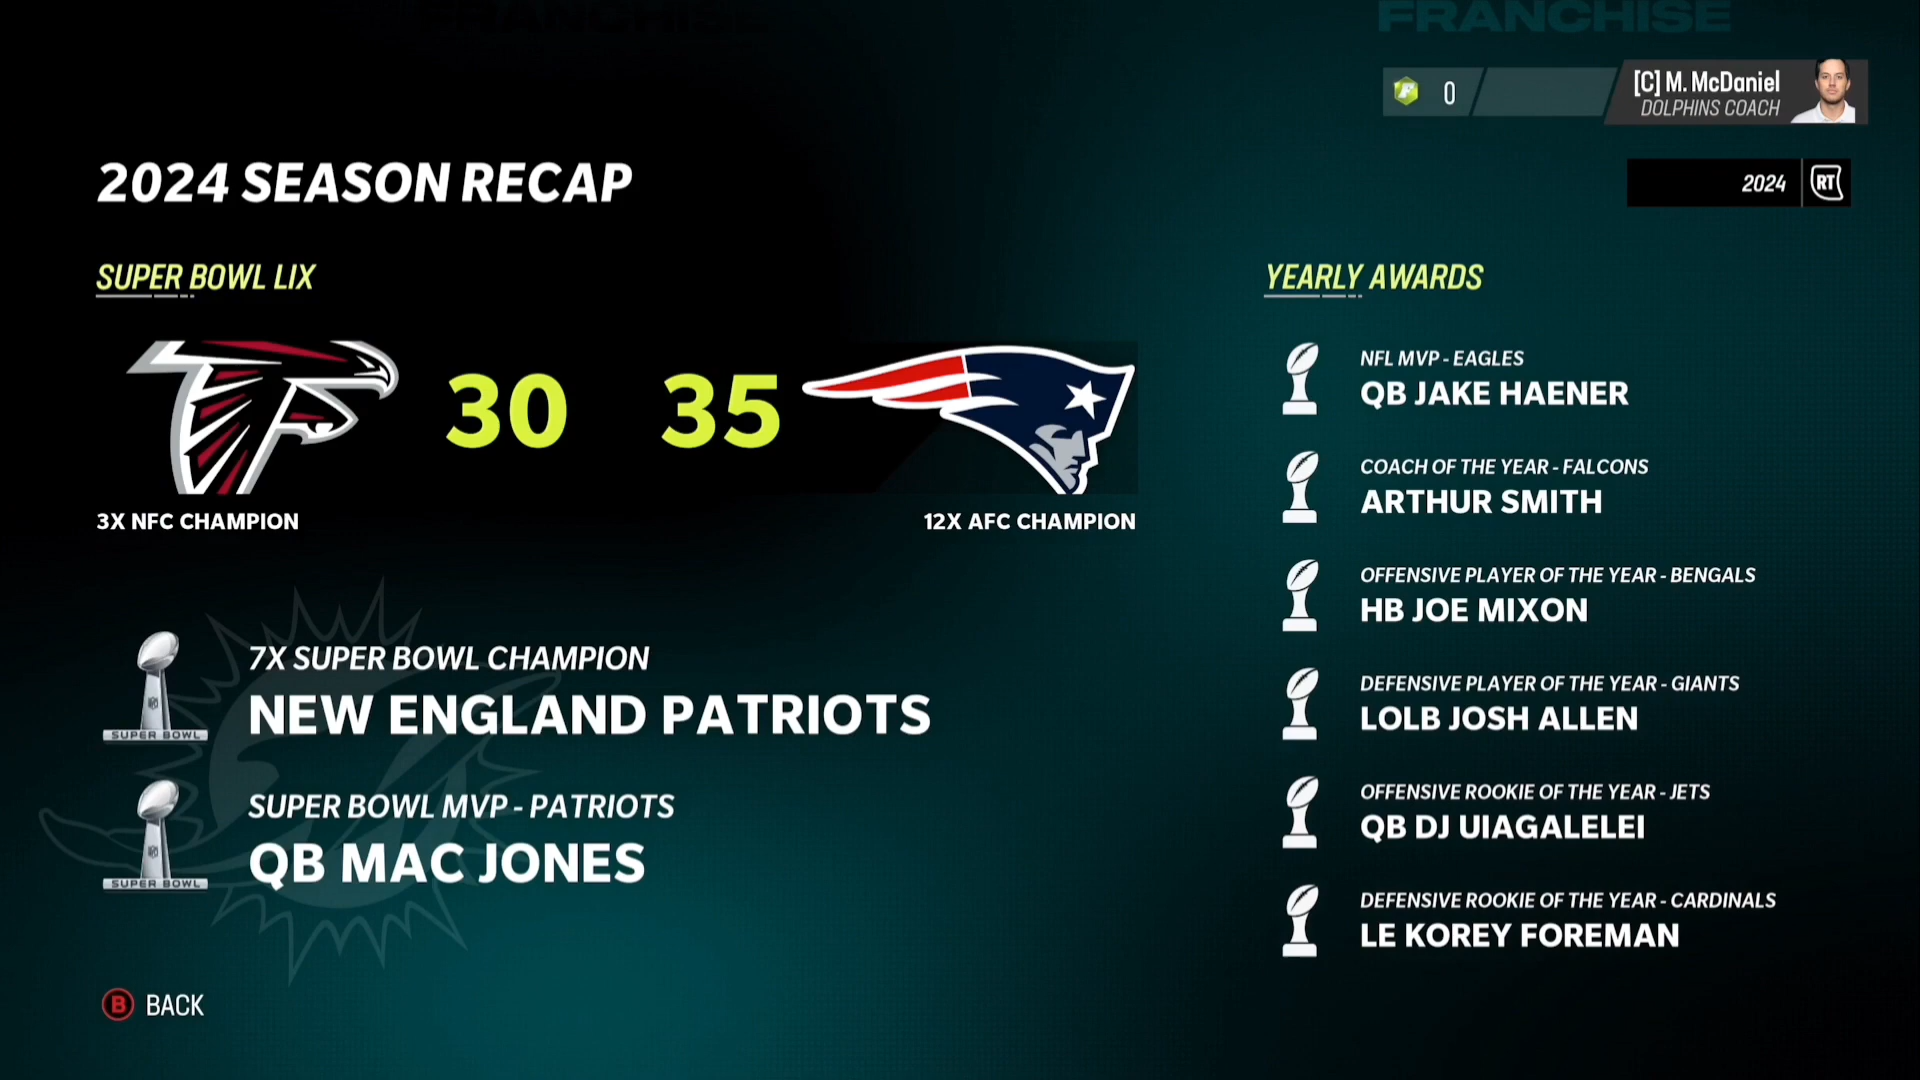 FRANCHISE
FRANCHISE
0
[C] M. McDaniel
DOLPHINS COACH
2024 SEASON RECAP
2024
RT
SUPER BOWL LIX
30
35
3X NFC CHAMPION
12X AFC CHAMPION
7X SUPER BOWL CHAMPION
NEW ENGLAND PATRIOTS
SUPER BOWL
SUPER BOWL MVP - PATRIOTS
QB MAC JONES
SUPER BOWL
YEARLY AWARDS
NFL MVP - EAGLES
QB JAKE HAENER
COACH OF THE YEAR - FALCONS
ARTHUR SMITH
OFFENSIVE PLAYER OF THE YEAR - BENGALS
HB JOE MIXON
DEFENSIVE PLAYER OF THE YEAR - GIANTS
LOLB JOSH ALLEN
OFFENSIVE ROOKIE OF THE YEAR - JETS
QB DJ UIAGALELEI
DEFENSIVE ROOKIE OF THE YEAR - CARDINALS
LE KOREY FOREMAN
B BACK